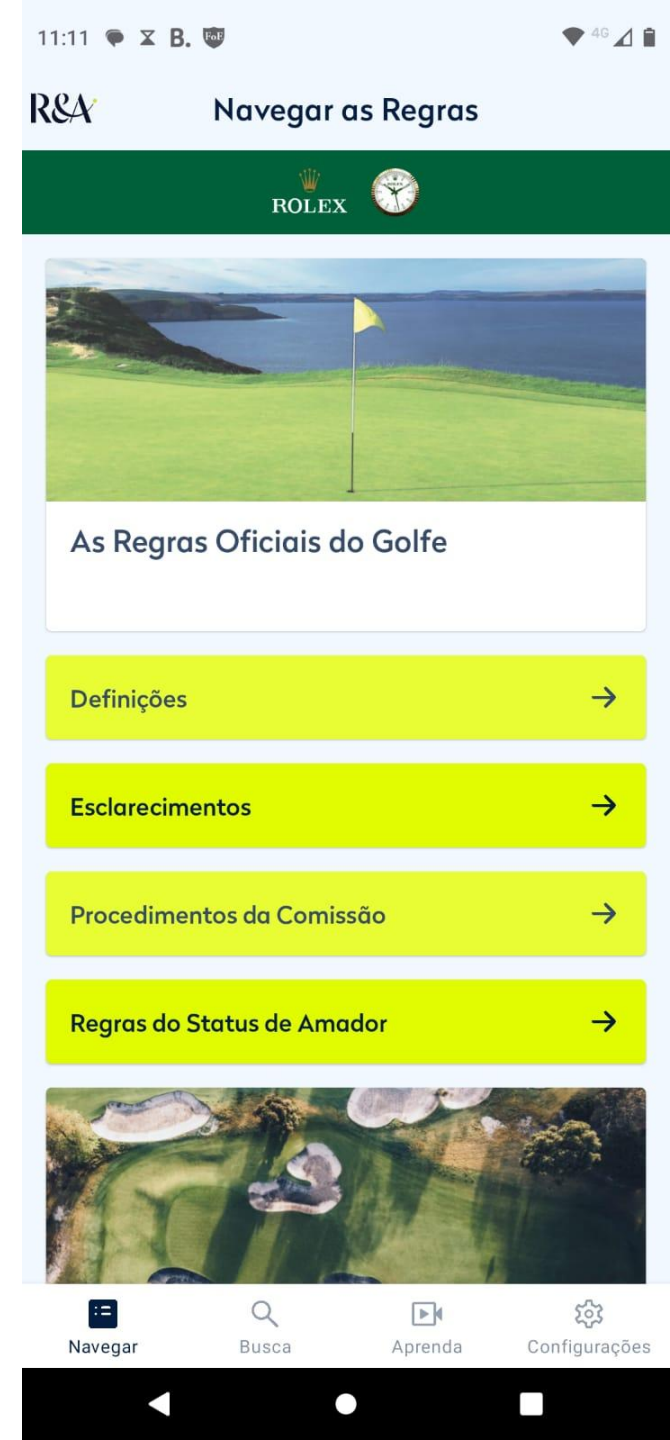 11:11 B. FoE 4G
R&A Navegar as Regras
ROLEX
As Regras Oficiais do Golfe
Definições
Esclarecimentos
Procedimentos da Comissão
Regras do Status de Amador
Navegar Busca Aprenda Configurações